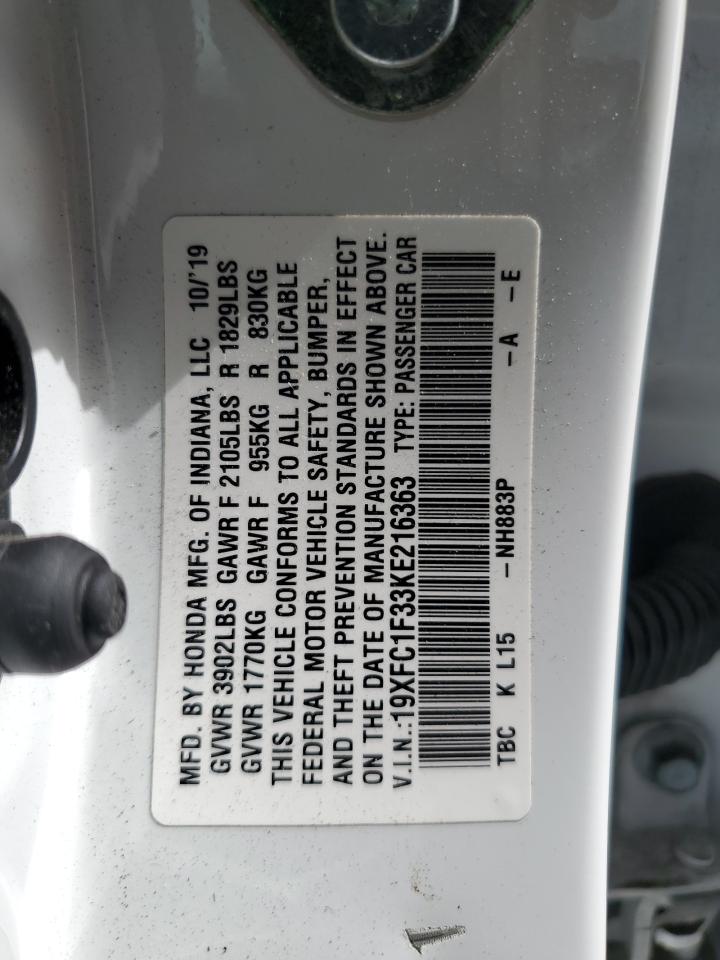 MFD. BY HONDA MFG. OF INDIANA, LLC 10/'19
GVWR 3902LBS GAWR F 2105LBS R 1829LBS
GVWR 1770KG GAWR F 955KG R 830KG
THIS VEHICLE CONFORMS TO ALL APPLICABLE
FEDERAL MOTOR VEHICLE SAFETY, BUMPER,
AND THEFT PREVENTION STANDARDS IN EFFECT
ON THE DATE OF MANUFACTURE SHOWN ABOVE.
V.I.N.:19XFC1F33KE216363 TYPE: PASSENGER CAR
TBC K L15 -NH883P -A -E